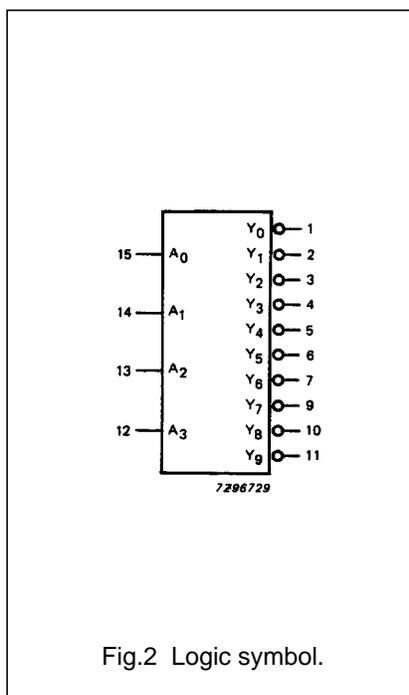 Y0 1
15 A0 Y1 2
Y2 3
14 A1 Y3 4
Y4 5
13 A2 Y5 6
Y6 7
Y7 9
12 A3 Y8 10
Y9 11
7Z96729
Fig.2 Logic symbol.